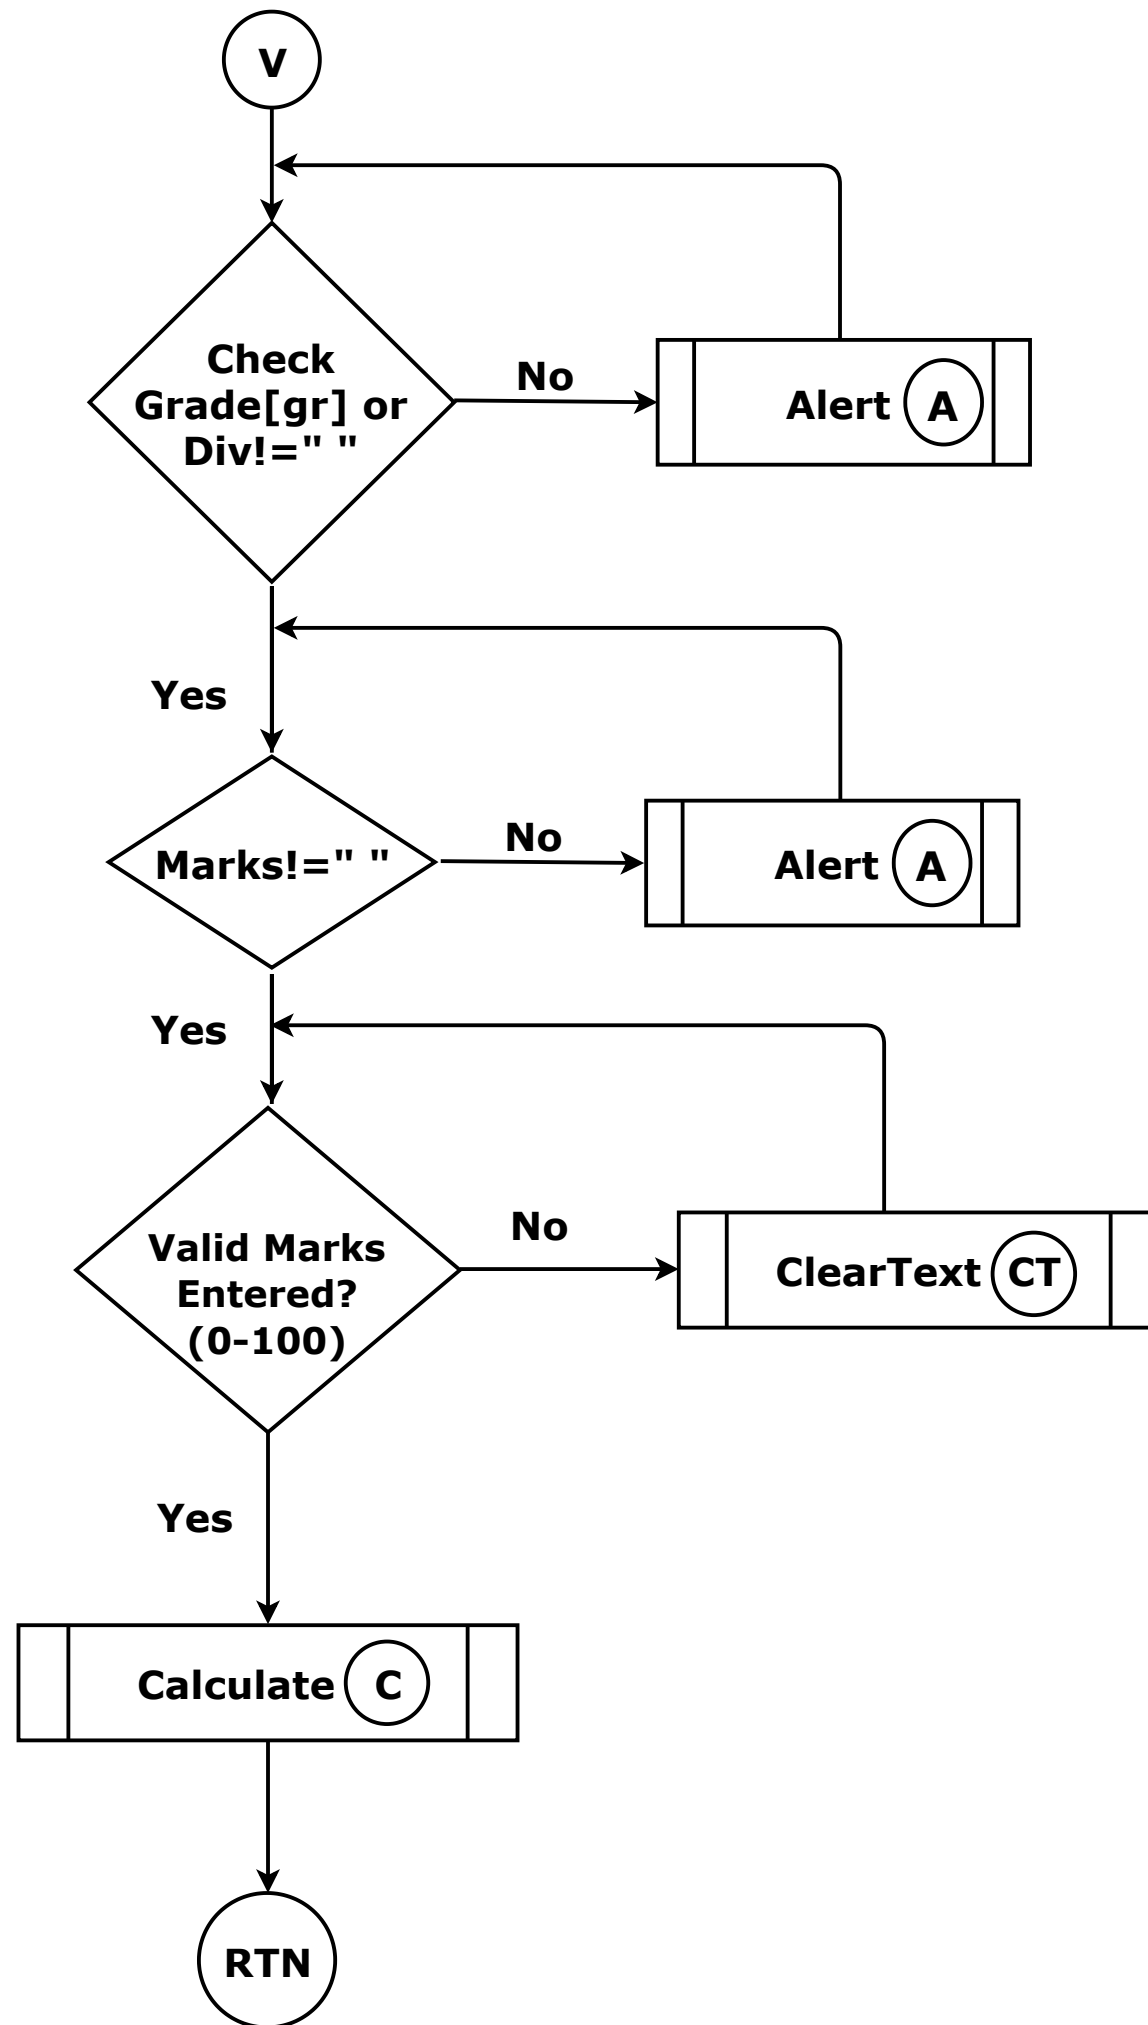 V
Check
Grade[gr] or
Div!=" "
No
Alert A
Yes
Marks!=" "
No
Alert A
Yes
Valid Marks
Entered?
(0-100)
No
ClearText CT
Yes
Calculate C
RTN